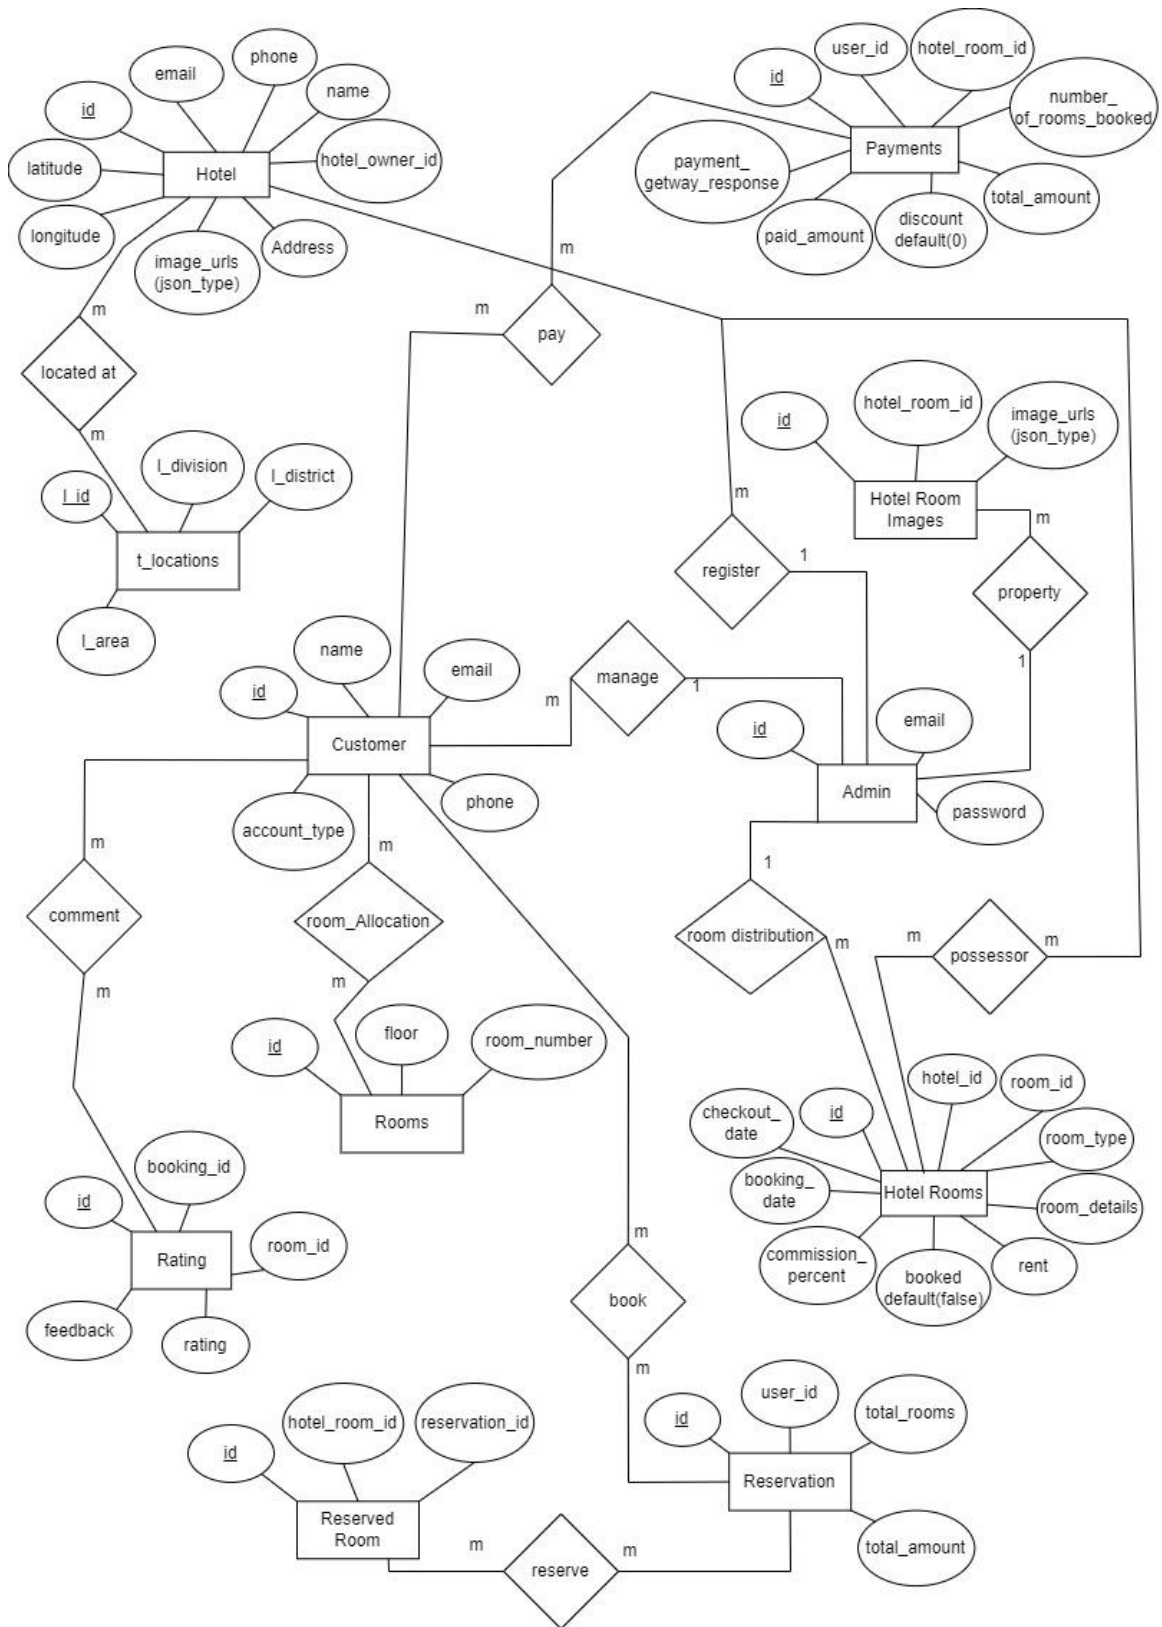 phone
email
name
id
hotel_owner_id
latitude
Hotel
longitude
Address
image_urls
(json_type)
m
located at
m
l_division
l_district
l_id
t_locations
l_area
user_id
hotel_room_id
id
number_
of_rooms_booked
Payments
payment_
getway_response
total_amount
discount
default(0)
paid_amount
m
m
pay
hotel_room_id
id
image_urls
(json_type)
Hotel Room
Images
m
m
1
register
property
1
name
email
id
Customer
account_type
phone
m
manage
1
email
id
Admin
password
m
comment
m
m
room_Allocation
m
1
room distribution
m
m
possessor
m
floor
id
room_number
Rooms
hotel_id
room_id
checkout_
date
id
room_type
booking_
date
Hotel Rooms
room_details
commission_
percent
booked
default(false)
rent
booking_id
id
room_id
Rating
feedback
rating
m
book
m
user_id
total_rooms
id
Reservation
total_amount
hotel_room_id
reservation_id
id
Reserved
Room
m
reserve
m